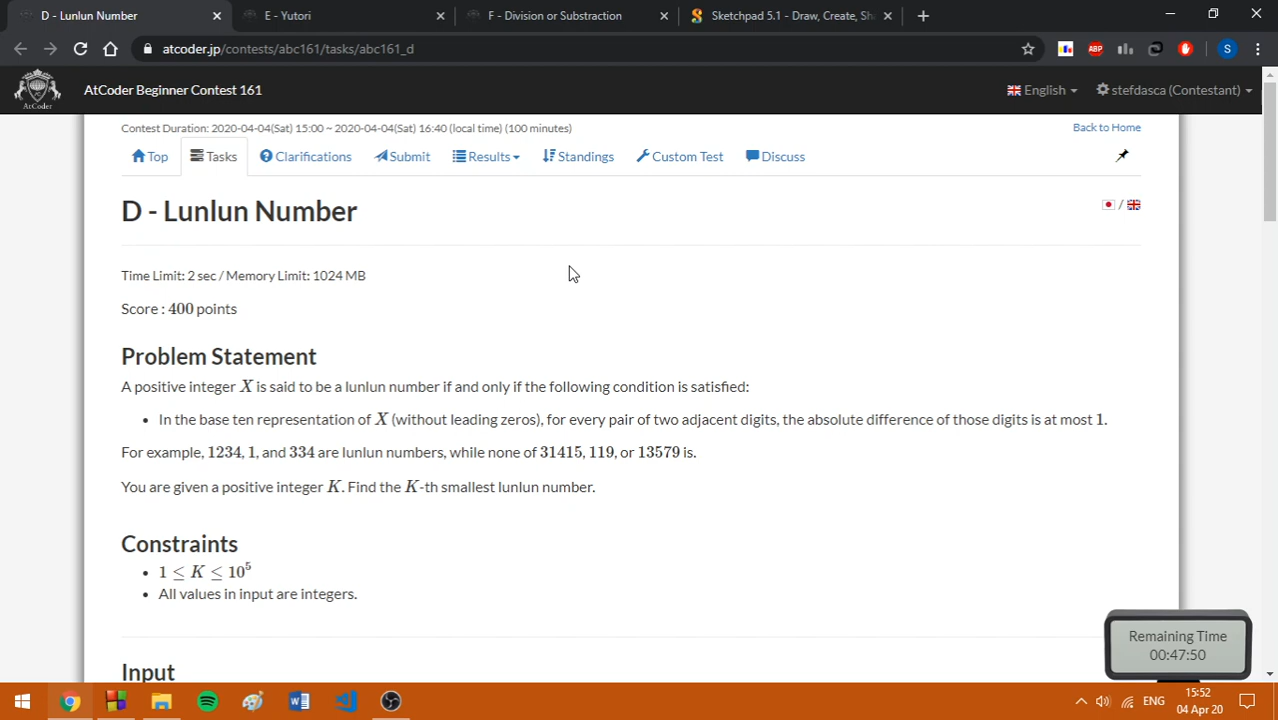 D - Lunlun Number
E - Yutori
F - Division or Substraction
Sketchpad 5.1 - Draw, Create, Sh
atcoder.jp/contests/abc161/tasks/abc161_d
ABP
S
AtCoder
AtCoder Beginner Contest 161
English
stefdasca (Contestant)
Contest Duration: 2020-04-04(Sat) 15:00 ~ 2020-04-04(Sat) 16:40 (local time) (100 minutes)
Back to Home
Top
Tasks
Clarifications
Submit
Results
Standings
Custom Test
Discuss
D - Lunlun Number
/
Time Limit: 2 sec / Memory Limit: 1024 MB
Score : 400 points
Problem Statement
A positive integer X is said to be a lunlun number if and only if the following condition is satisfied:
• In the base ten representation of X (without leading zeros), for every pair of two adjacent digits, the absolute difference of those digits is at most 1.
For example, 1234, 1, and 334 are lunlun numbers, while none of 31415, 119, or 13579 is.
You are given a positive integer K. Find the K-th smallest lunlun number.
Constraints
• 1 ≤ K ≤ 10⁵
• All values in input are integers.
Input
Remaining Time
00:47:50
ENG
15:52
04 Apr 20